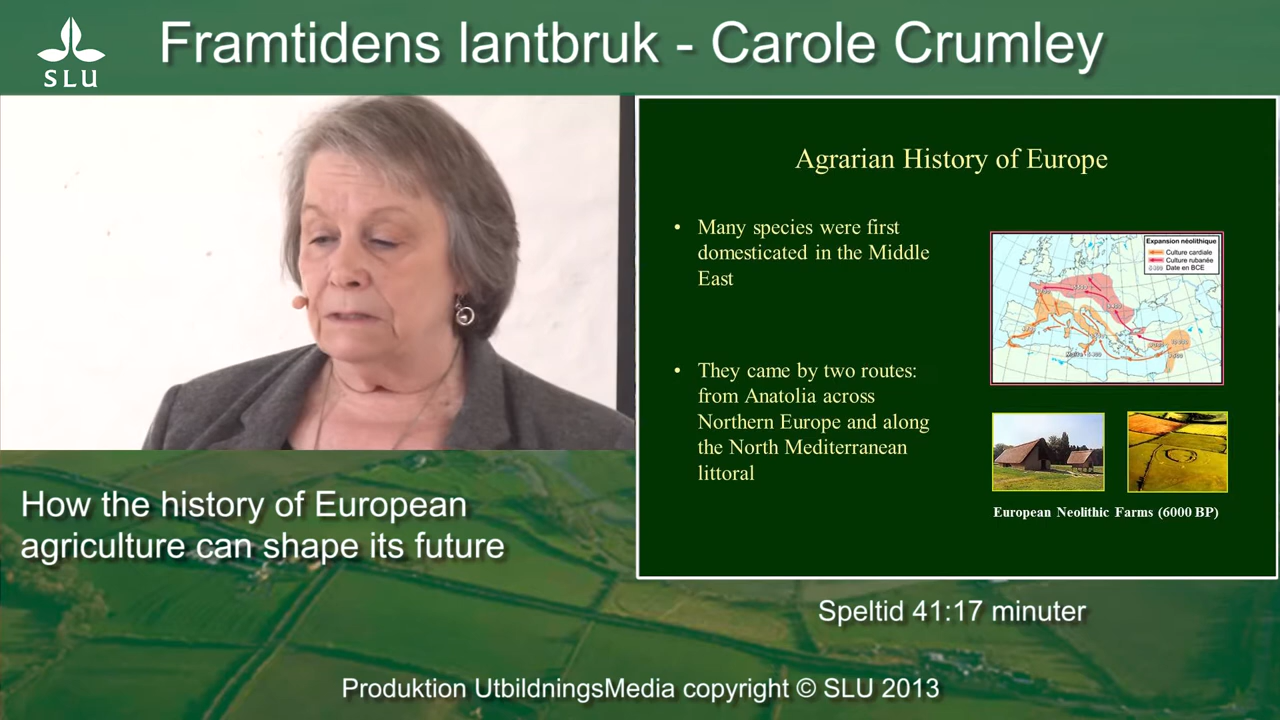 SLU
Framtidens lantbruk - Carole Crumley
Agrarian History of Europe
• Many species were first
domesticated in the Middle
East
• They came by two routes:
from Anatolia across
Northern Europe and along
the North Mediterranean
littoral
Expansion néolithique
Culture cardiale
Culture rubanée
Date en BCE
European Neolithic Farms (6000 BP)
How the history of European
agriculture can shape its future
Speltid 41:17 minuter
Produktion UtbildningsMedia copyright © SLU 2013